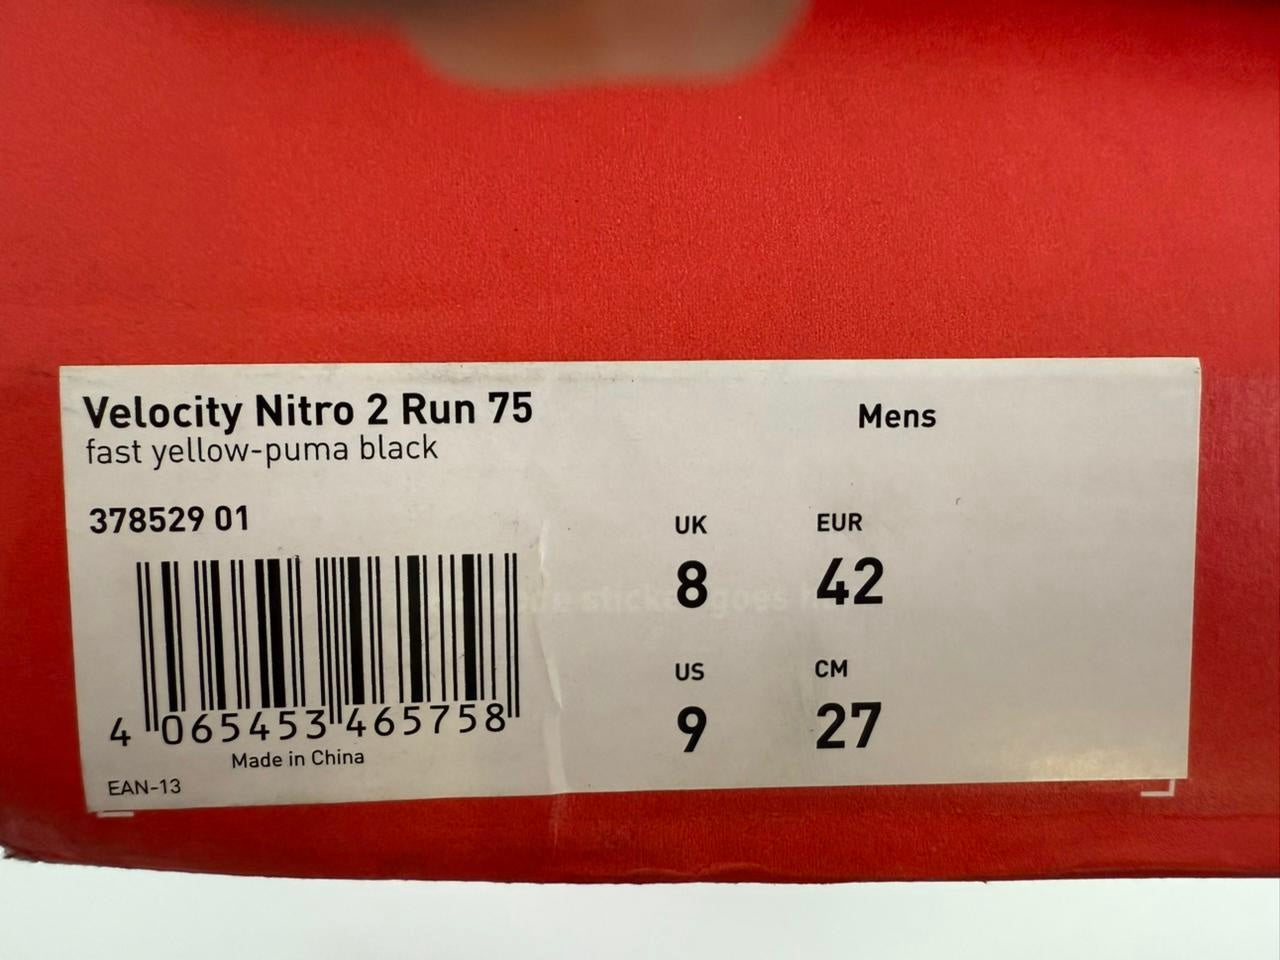 Velocity Nitro 2 Run 75
Mens
fast yellow-puma black
378529 01
UK
EUR
8
42
US
CM
9
27
4 065453 465758
Made in China
EAN-13